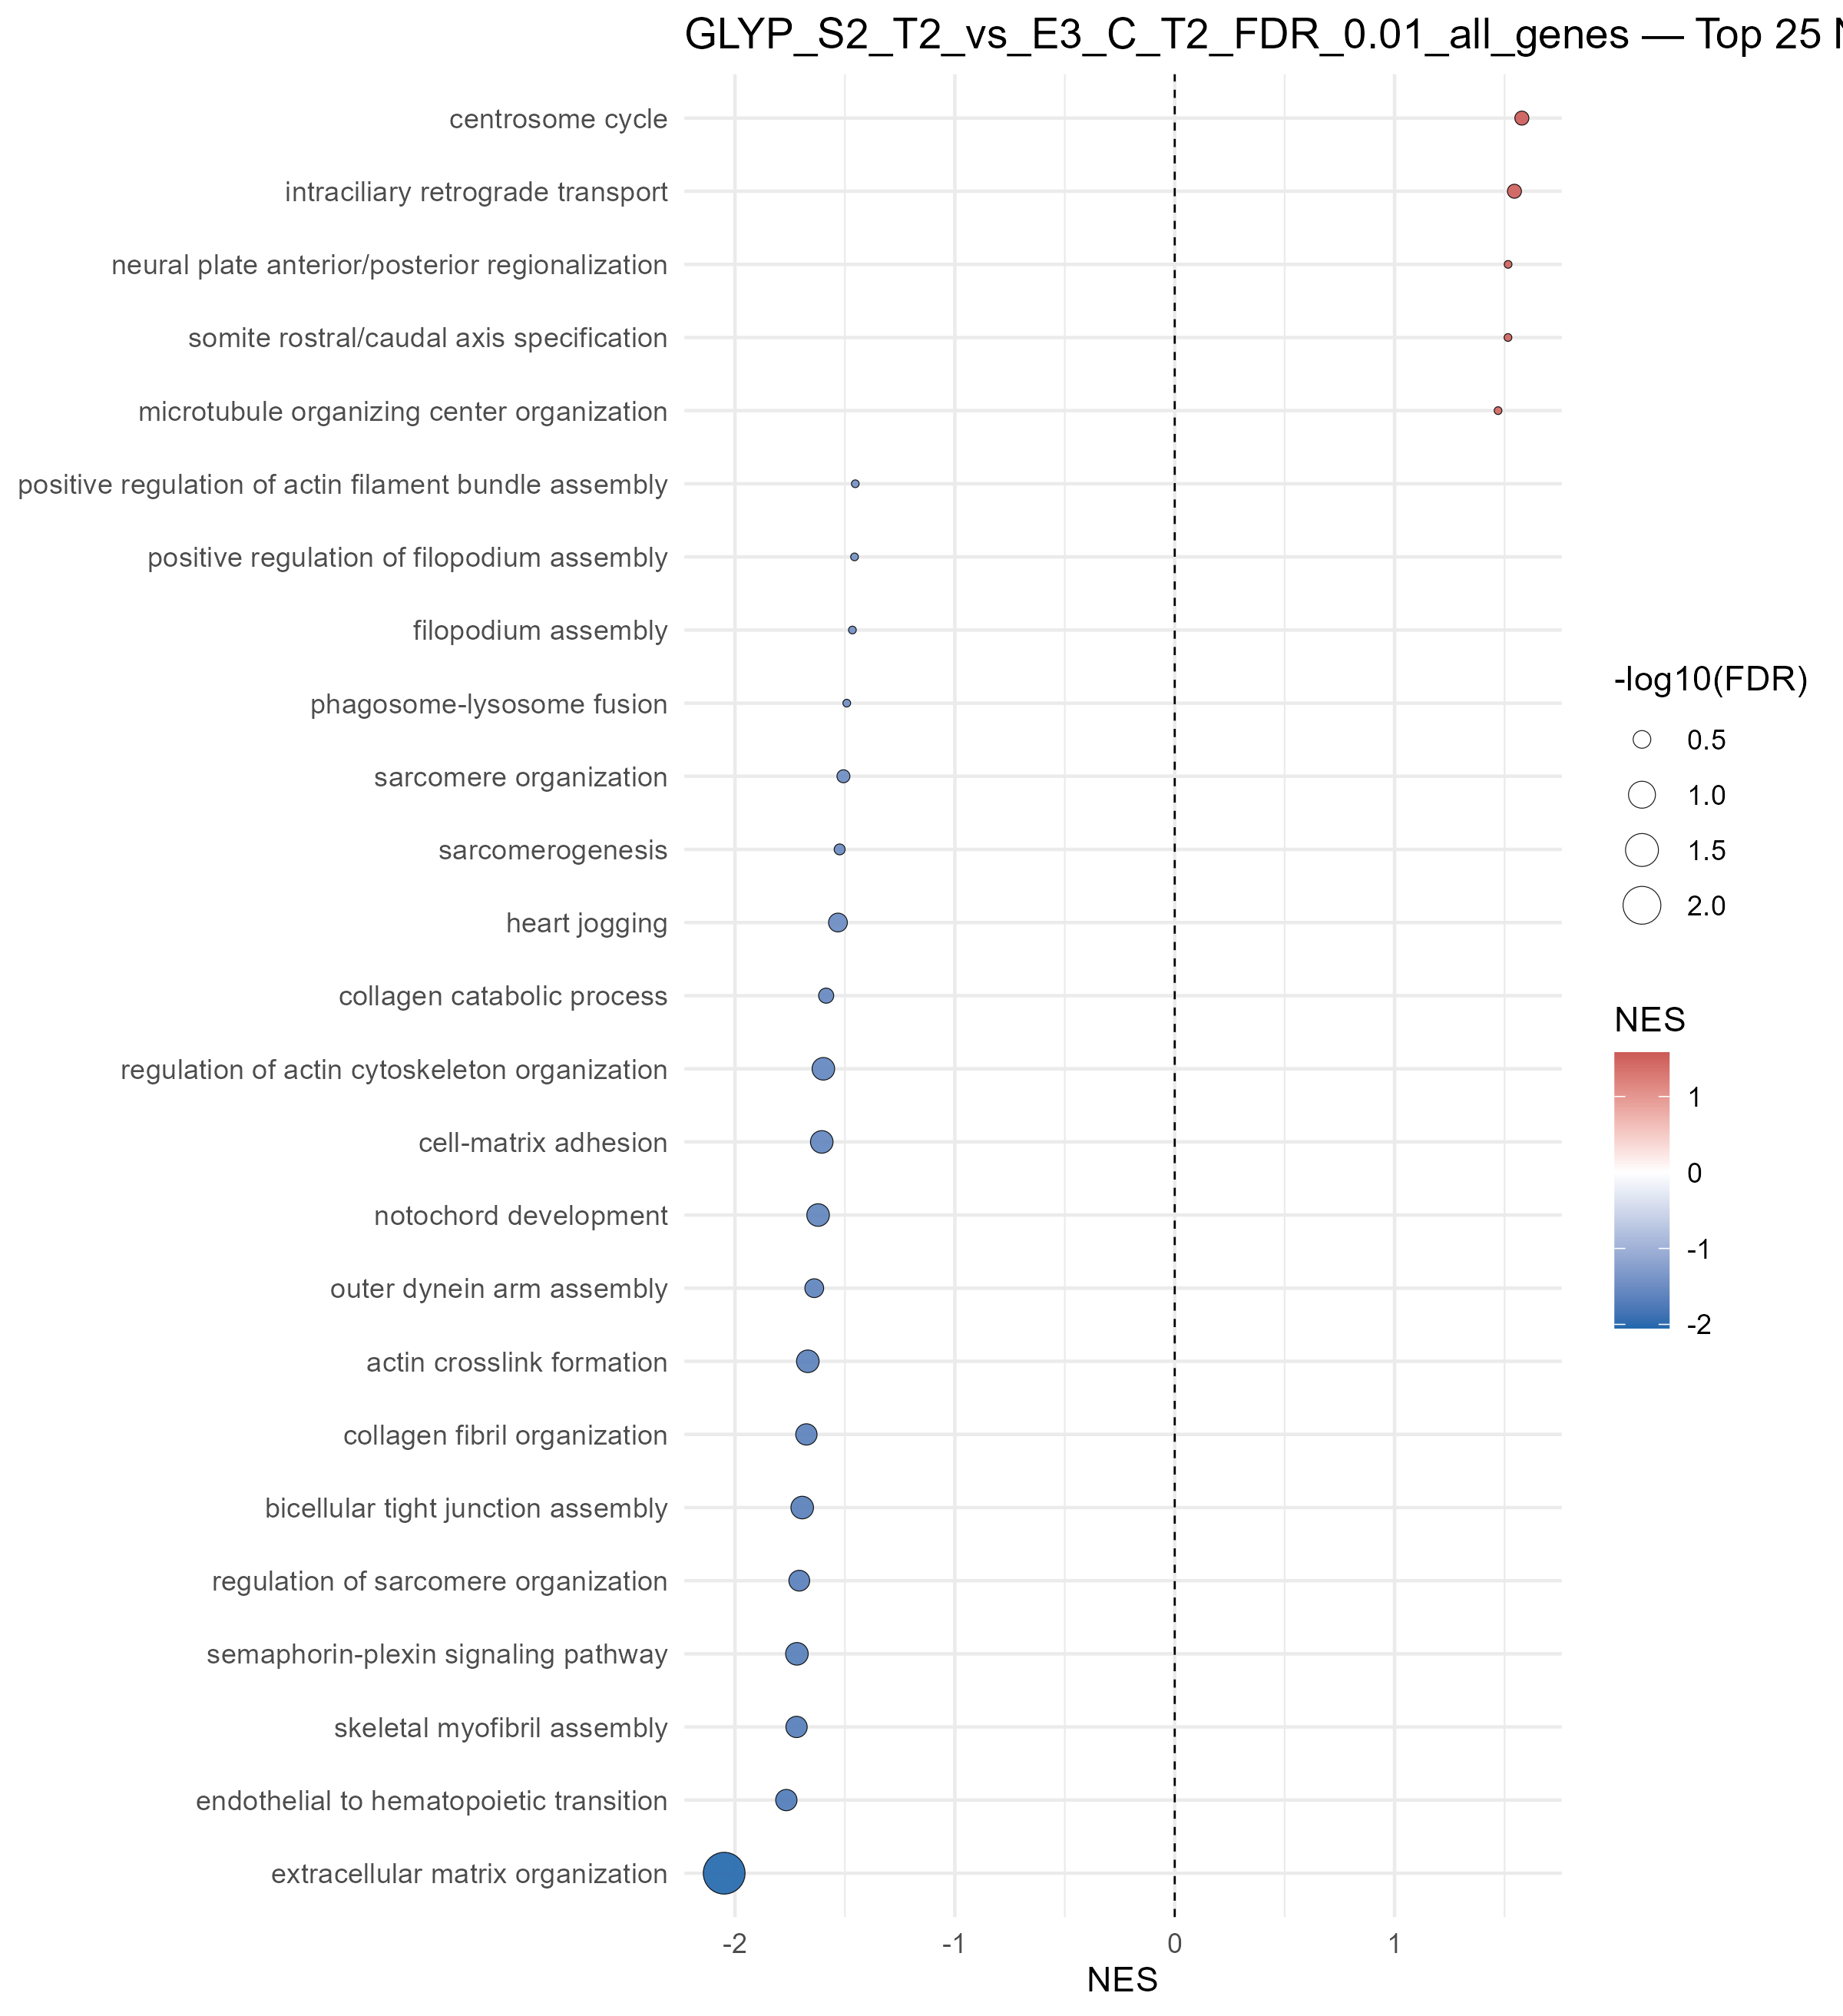 GLYP_S2_T2_vs_E3_C_T2_FDR_0.01_all_genes — Top 25
centrosome cycle
intraciliary retrograde transport
neural plate anterior/posterior regionalization
somite rostral/caudal axis specification
microtubule organizing center organization
positive regulation of actin filament bundle assembly
positive regulation of filopodium assembly
filopodium assembly
phagosome-lysosome fusion
sarcomere organization
sarcomerogenesis
heart jogging
collagen catabolic process
regulation of actin cytoskeleton organization
cell-matrix adhesion
notochord development
outer dynein arm assembly
actin crosslink formation
collagen fibril organization
bicellular tight junction assembly
regulation of sarcomere organization
semaphorin-plexin signaling pathway
skeletal myofibril assembly
endothelial to hematopoietic transition
extracellular matrix organization
-2 -1 0 1
NES
-log10(FDR)
0.5
1.0
1.5
2.0
NES
1
0
-1
-2